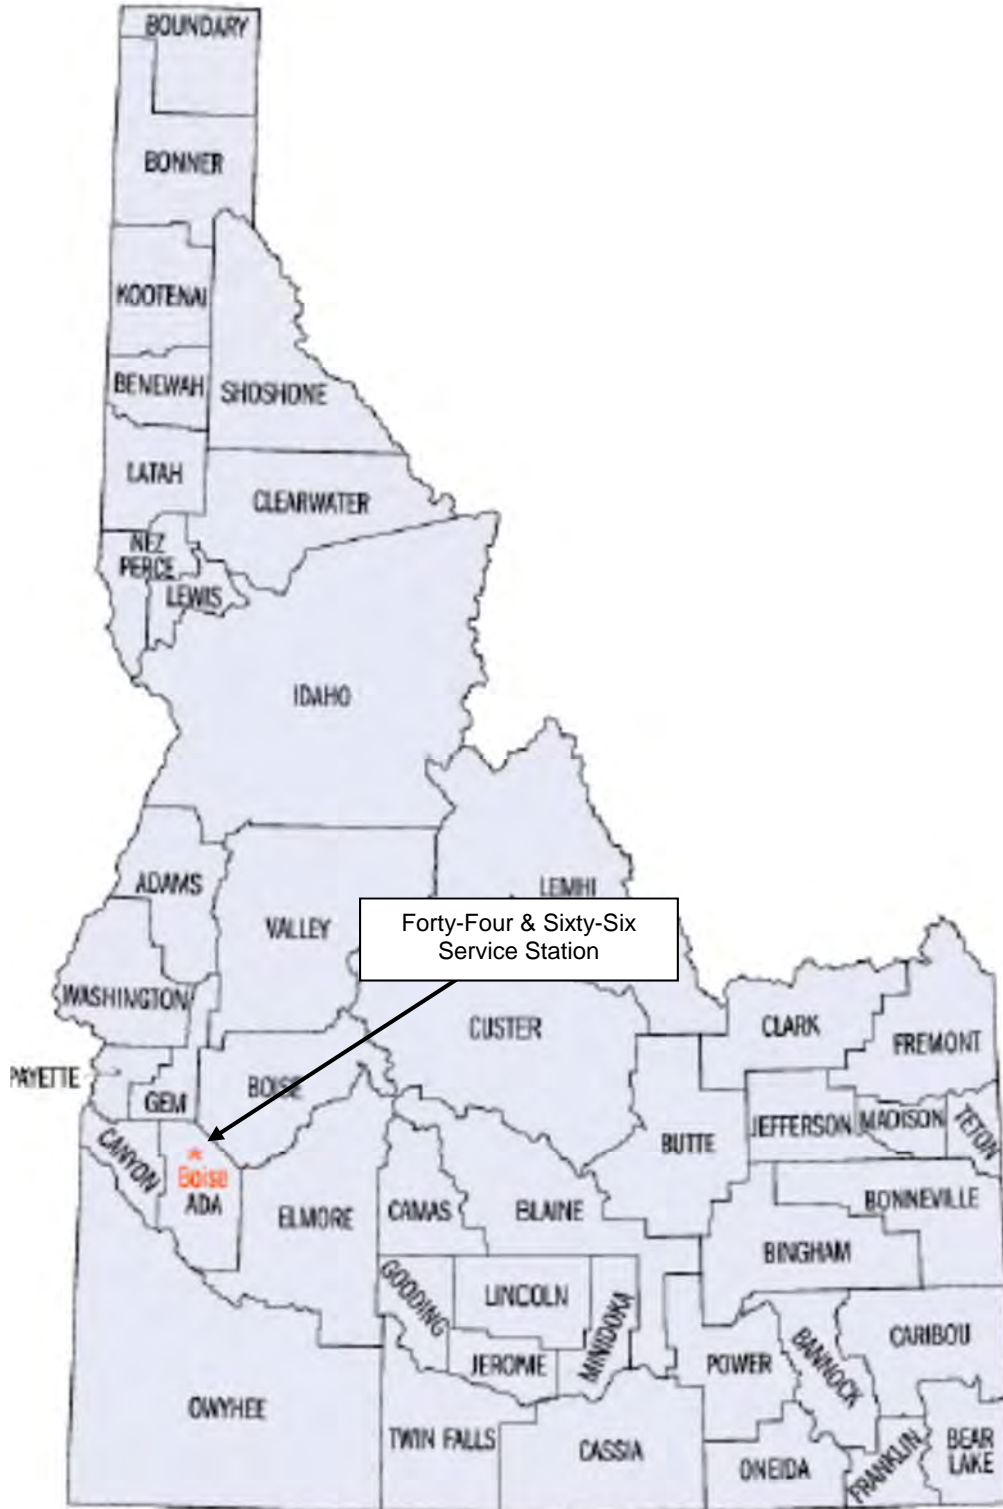 BOUNDARY
BONNER
KOOTENAI
BENEWAH
SHOSHONE
LATAH
CLEARWATER
NEZ
PERCE
LEWIS
IDAHO
ADAMS
LEMHI
VALLEY
Forty-Four & Sixty-Six
Service Station
WASHINGTON
CUSTER
CLARK
FREMONT
PAYETTE
GEM
BOISE
JEFFERSON
MADISON
TETON
BUTTE
CANYON
* Boise
ADA
ELMORE
CAMAS
BLAINE
BONNEVILLE
BINGHAM
GOODING
LINCOLN
MINIDOKA
JEROME
POWER
BANNOCK
CARIBOU
OWYHEE
TWIN FALLS
CASSIA
ONEIDA
FRANKLIN
BEAR
LAKE